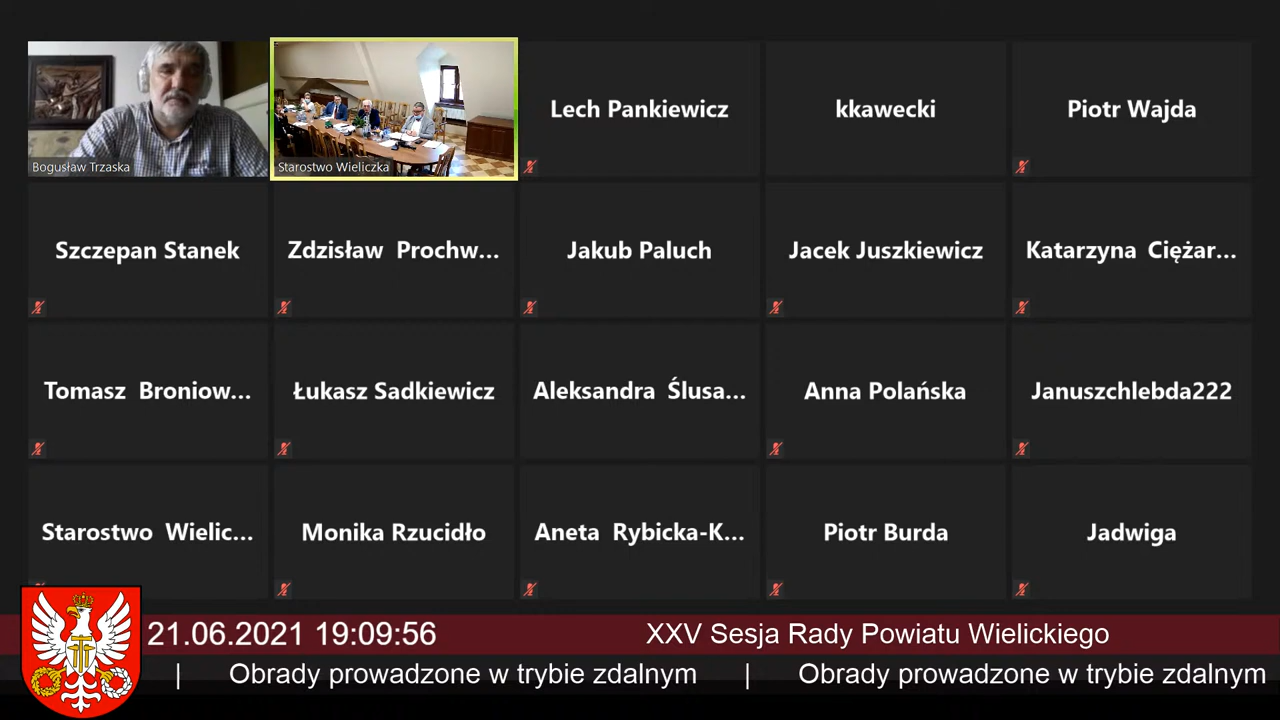 Bogusław Trzaska
Starostwo Wieliczka
Lech Pankiewicz
kkawecki
Piotr Wajda
Szczepan Stanek
Zdzisław Prochw...
Jakub Paluch
Jacek Juszkiewicz
Katarzyna Ciężar...
Tomasz Broniow...
Łukasz Sadkiewicz
Aleksandra Ślusa...
Anna Polańska
Januszchlebda222
Starostwo Wielic...
Monika Rzucidło
Aneta Rybicka-K...
Piotr Burda
Jadwiga
21.06.2021 19:09:56
XXV Sesja Rady Powiatu Wielickiego
| Obrady prowadzone w trybie zdalnym | Obrady prowadzone w trybie zdalnym